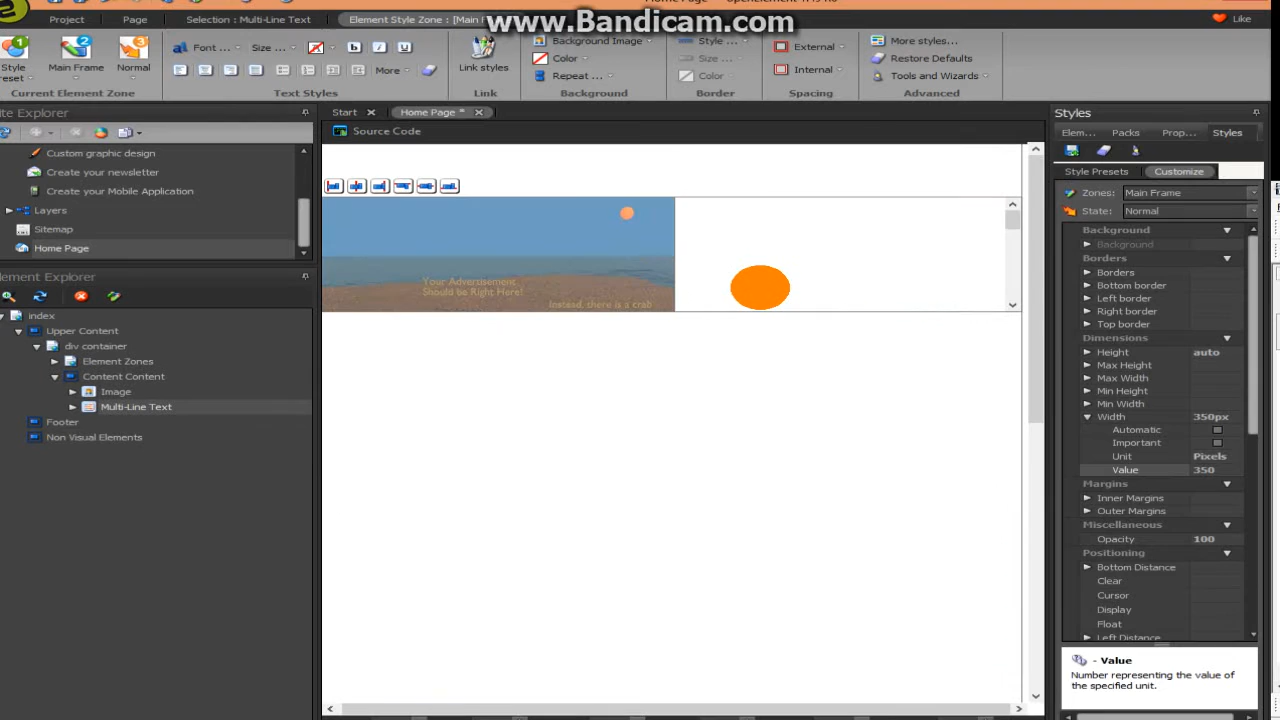 www.Bandicam.com
Project
Page
Selection : Multi-Line Text
Element Style Zone : [Main
Like
1
Style
2
Main Frame
3
Normal
Current Element Zone
Font ...
Size ...
b
i
U
More
Text Styles
Link styles
Link
Background Image
Color
Repeat ...
Background
Style ...
Size ...
Color
Border
External
Internal
Spacing
More styles...
Restore Defaults
Tools and Wizards
Advanced
Explorer
Custom graphic design
Create your newsletter
Create your Mobile Application
Layers
Sitemap
Home Page
Element Explorer
index
Upper Content
div container
Element Zones
Content Content
Image
Multi-Line Text
Footer
Non Visual Elements
Start
Home Page *
Source Code
Your Advertisement
Should be Right Here!
Instead, there is a crab
Styles
Elem...
Packs
Prop...
Styles
Style Presets
Customize
Zones:
Main Frame
State:
Normal
Background
Background
Borders
Borders
Bottom border
Left border
Right border
Top border
Dimensions
Height
auto
Max Height
Max Width
Min Height
Min Width
Width
350px
Automatic
Important
Unit
Pixels
Value
350
Margins
Inner Margins
Outer Margins
Miscellaneous
Opacity
100
Positioning
Bottom Distance
Clear
Cursor
Display
Float
Left Distance
- Value
Number representing the value of
the specified unit.